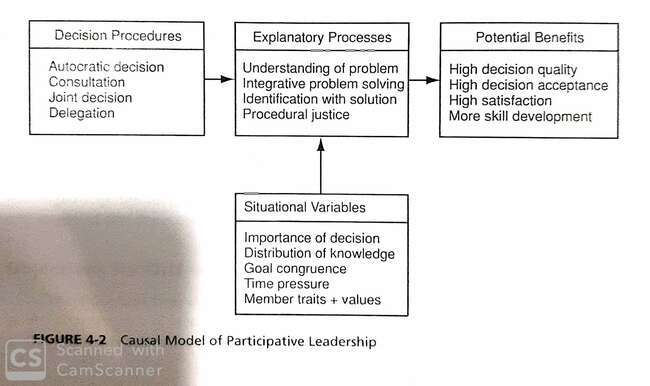 Decision Procedures
Autocratic decision
Consultation
Joint decision
Delegation
Explanatory Processes
Understanding of problem
Integrative problem solving
Identification with solution
Procedural justice
Potential Benefits
High decision quality
High decision acceptance
High satisfaction
More skill development
Situational Variables
Importance of decision
Distribution of knowledge
Goal congruence
Time pressure
Member traits + values
FIGURE 4-2 Causal Model of Participative Leadership
CS Scanned with
CamScanner